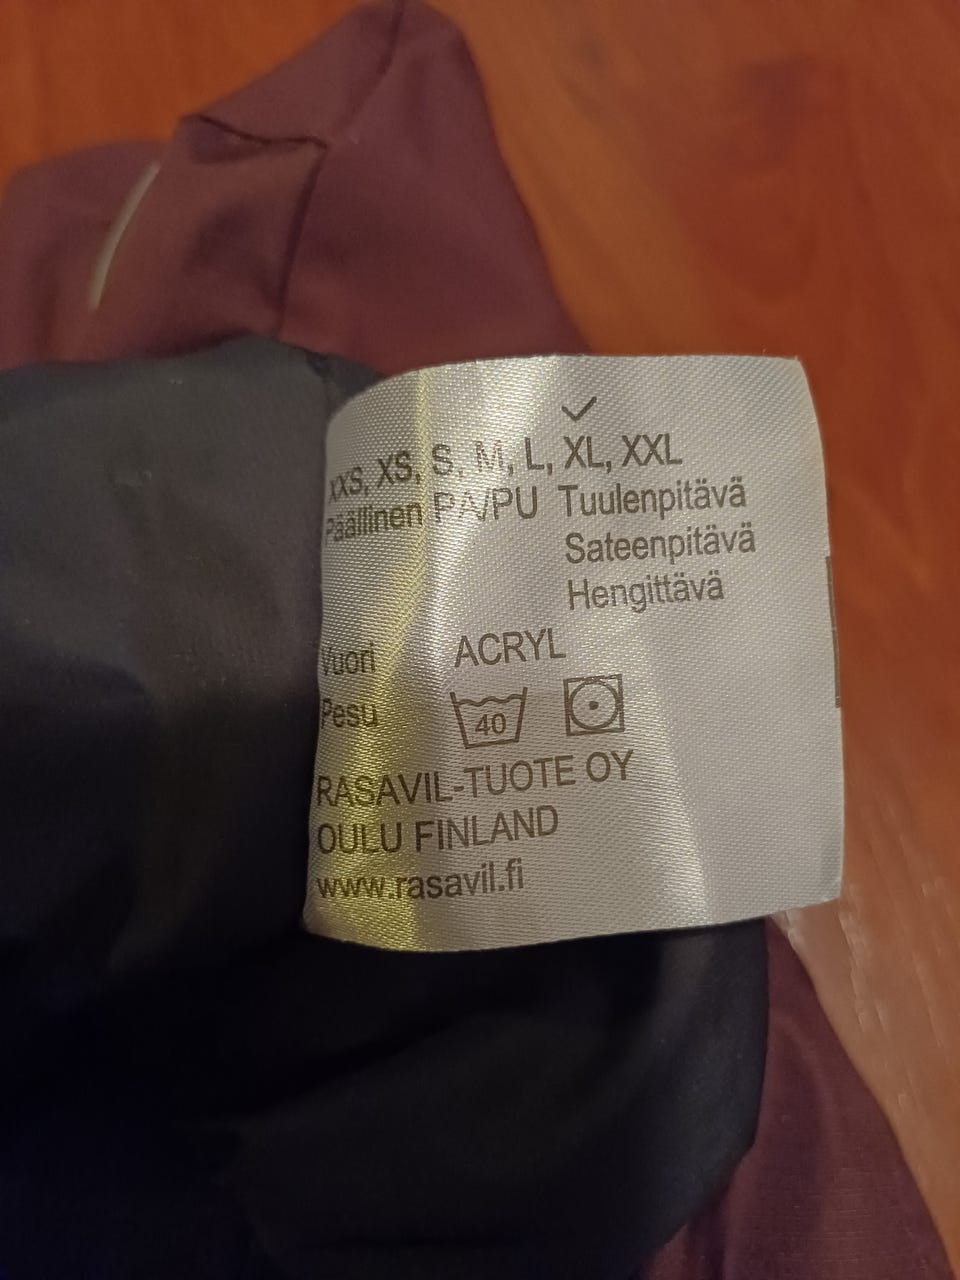 XXS, XS, S, M, L, XL, XXL
Päällinen PA/PU Tuulenpitävä
Sateenpitävä
Hengittävä
Vuori ACRYL
Pesu 40
RASAVIL-TUOTE OY
OULU FINLAND
www.rasavil.fi